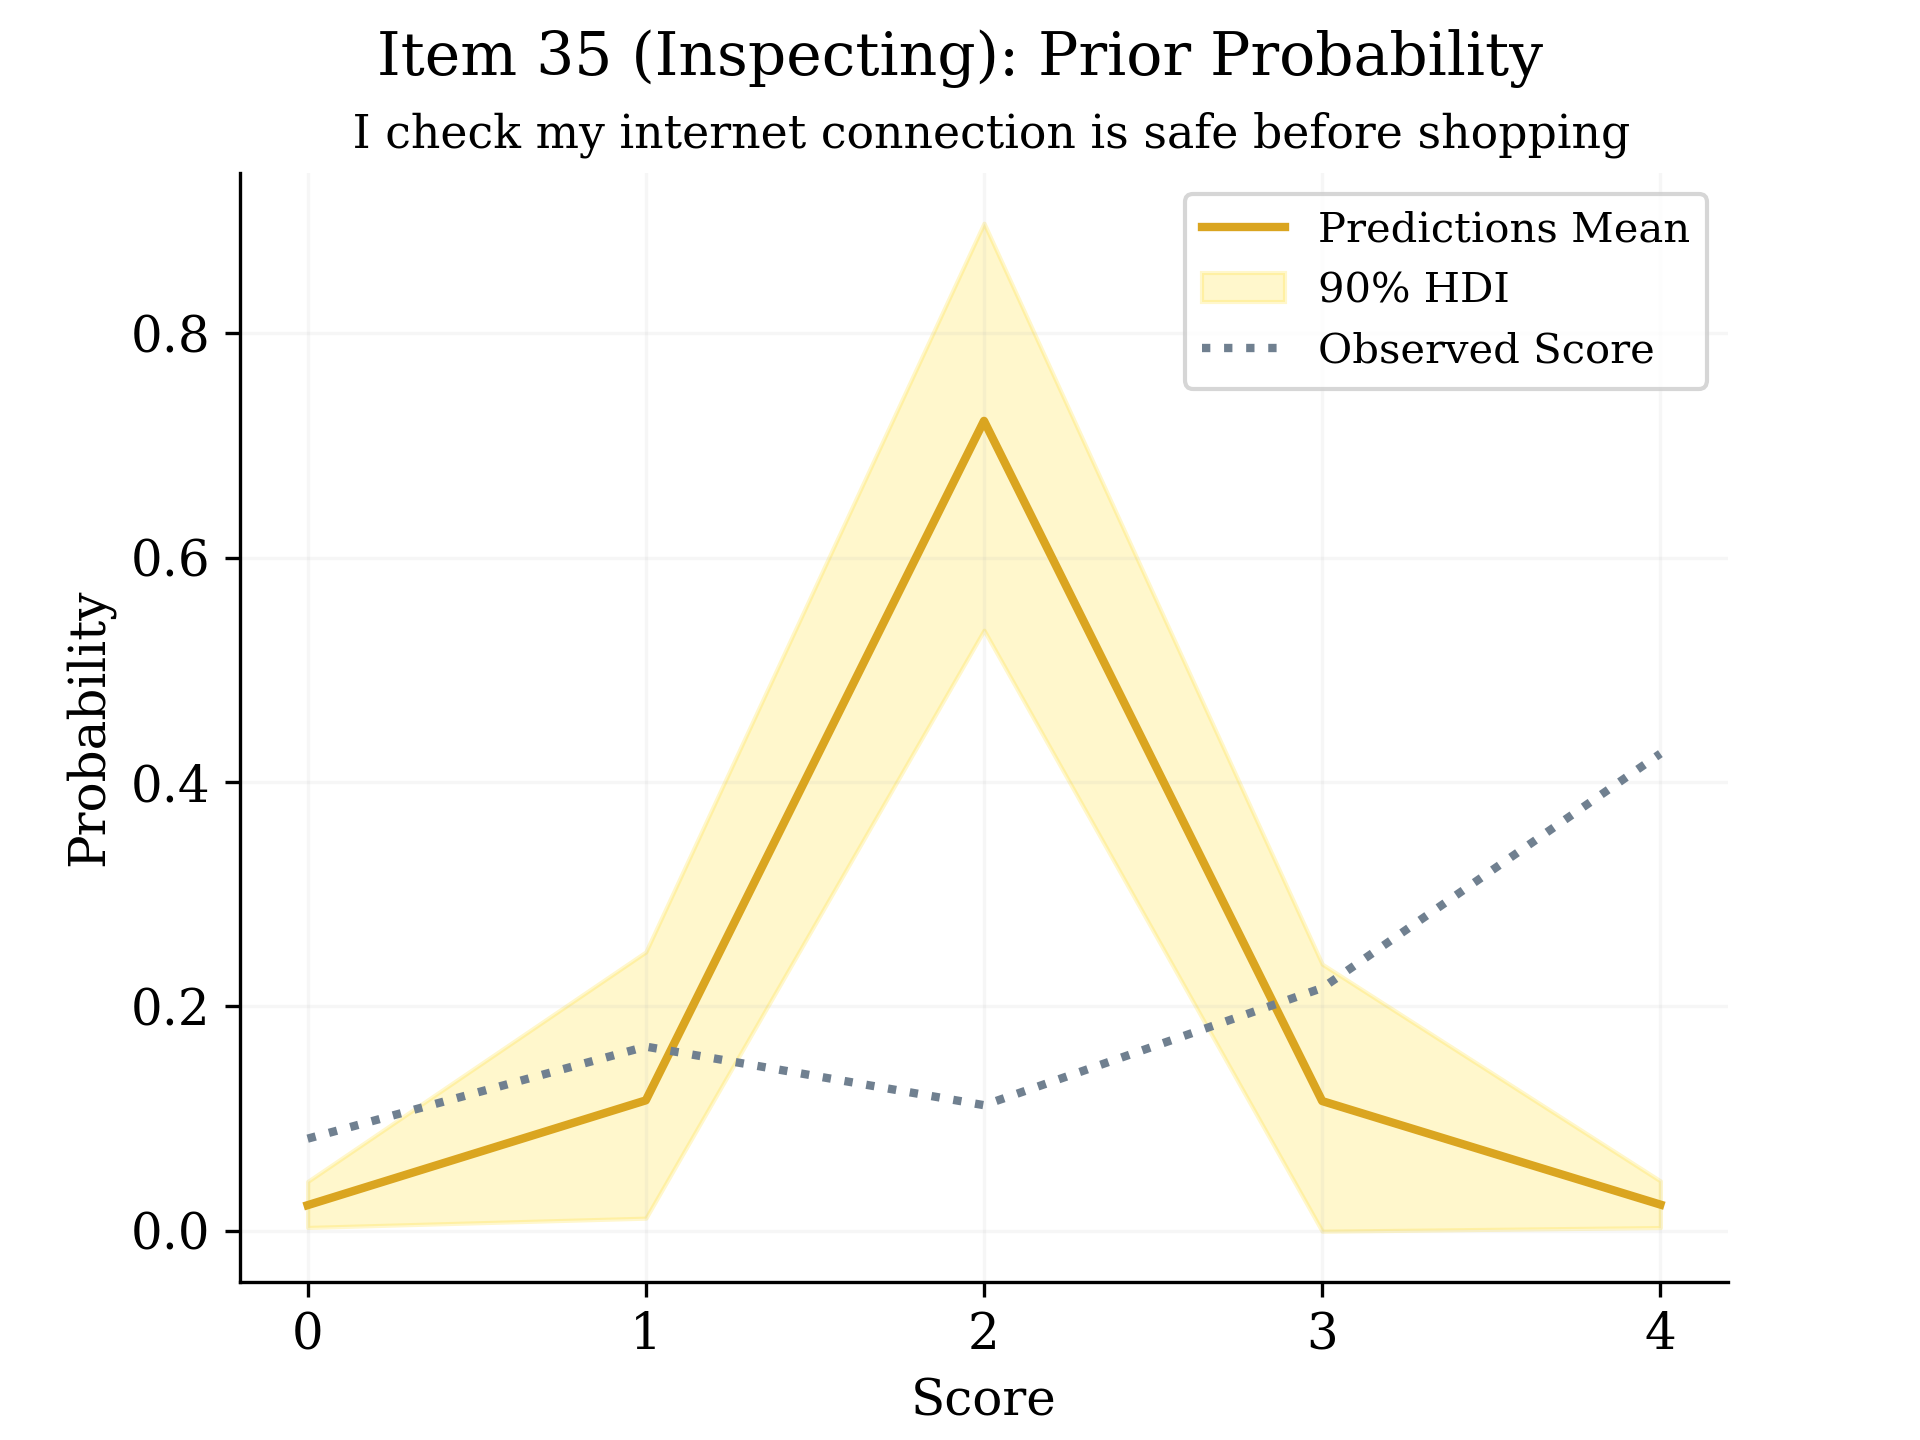 Item 35 (Inspecting): Prior Probability
I check my internet connection is safe before shopping
Predictions Mean
90% HDI
Observed Score
Probability
0.8
0.6
0.4
0.2
0.0
0 1 2 3 4
Score